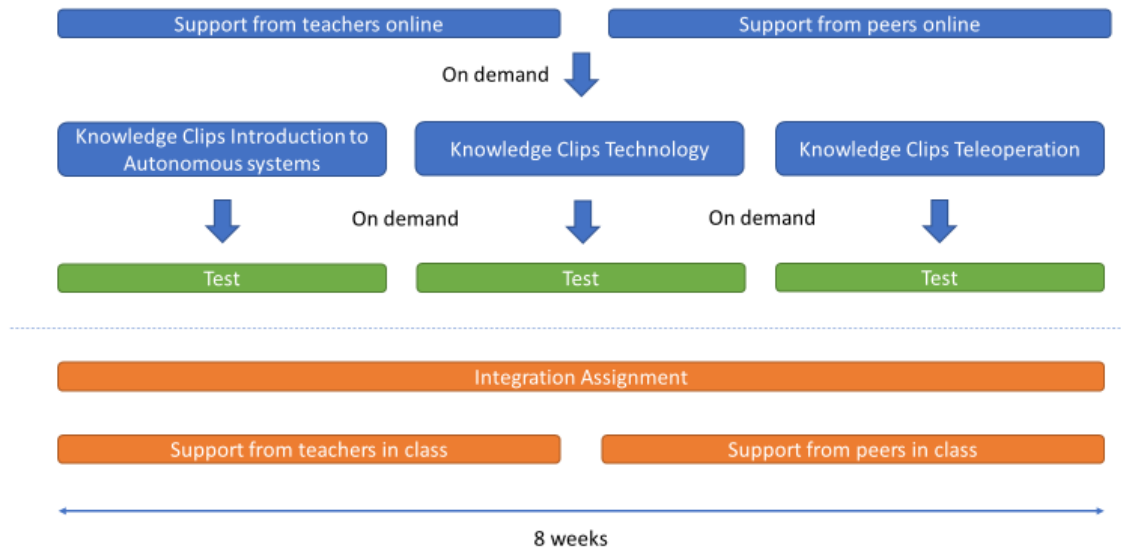 Support from teachers online
Support from peers online
On demand
Knowledge Clips Introduction to
Autonomous systems
Knowledge Clips Technology
Knowledge Clips Teleoperation
On demand
On demand
Test
Test
Test
Integration Assignment
Support from teachers in class
Support from peers in class
8 weeks